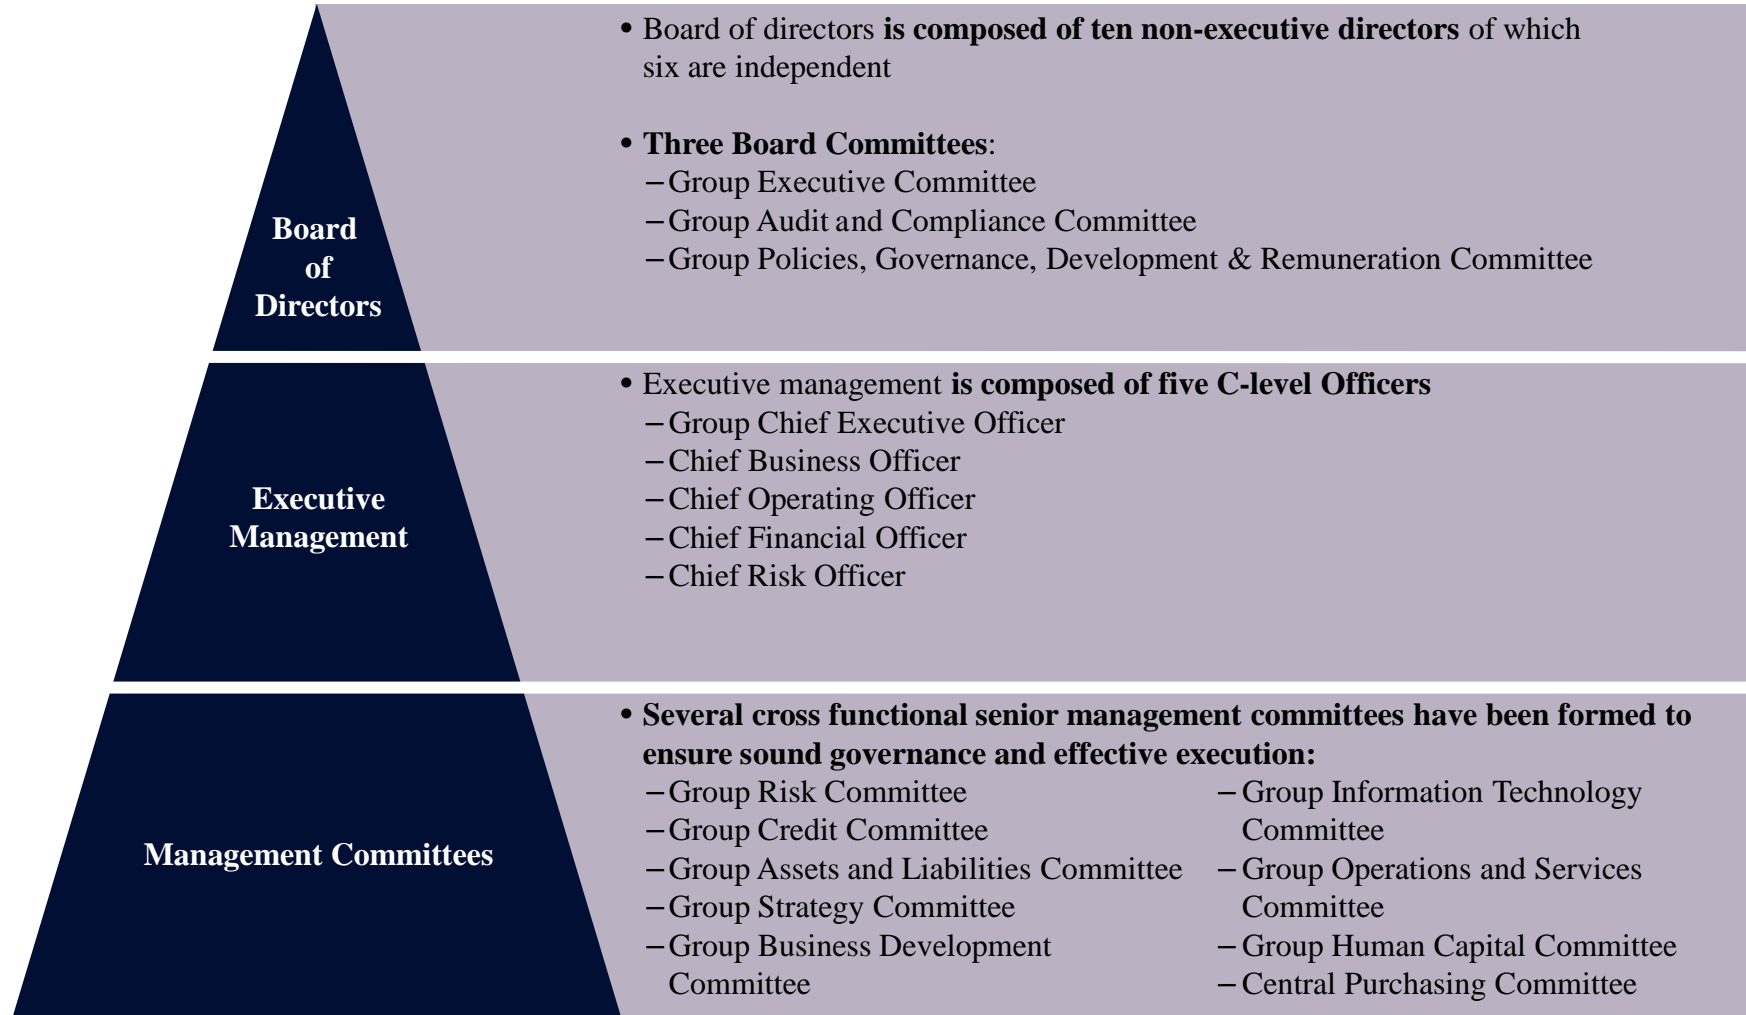 Board
of
Directors
• Board of directors is composed of ten non-executive directors of which
six are independent
• Three Board Committees:
– Group Executive Committee
– Group Audit and Compliance Committee
– Group Policies, Governance, Development & Remuneration Committee
Executive
Management
• Executive management is composed of five C-level Officers
– Group Chief Executive Officer
– Chief Business Officer
– Chief Operating Officer
– Chief Financial Officer
– Chief Risk Officer
Management Committees
• Several cross functional senior management committees have been formed to
ensure sound governance and effective execution:
– Group Risk Committee
– Group Credit Committee
– Group Assets and Liabilities Committee
– Group Strategy Committee
– Group Business Development
Committee
– Group Information Technology
Committee
– Group Operations and Services
Committee
– Group Human Capital Committee
– Central Purchasing Committee